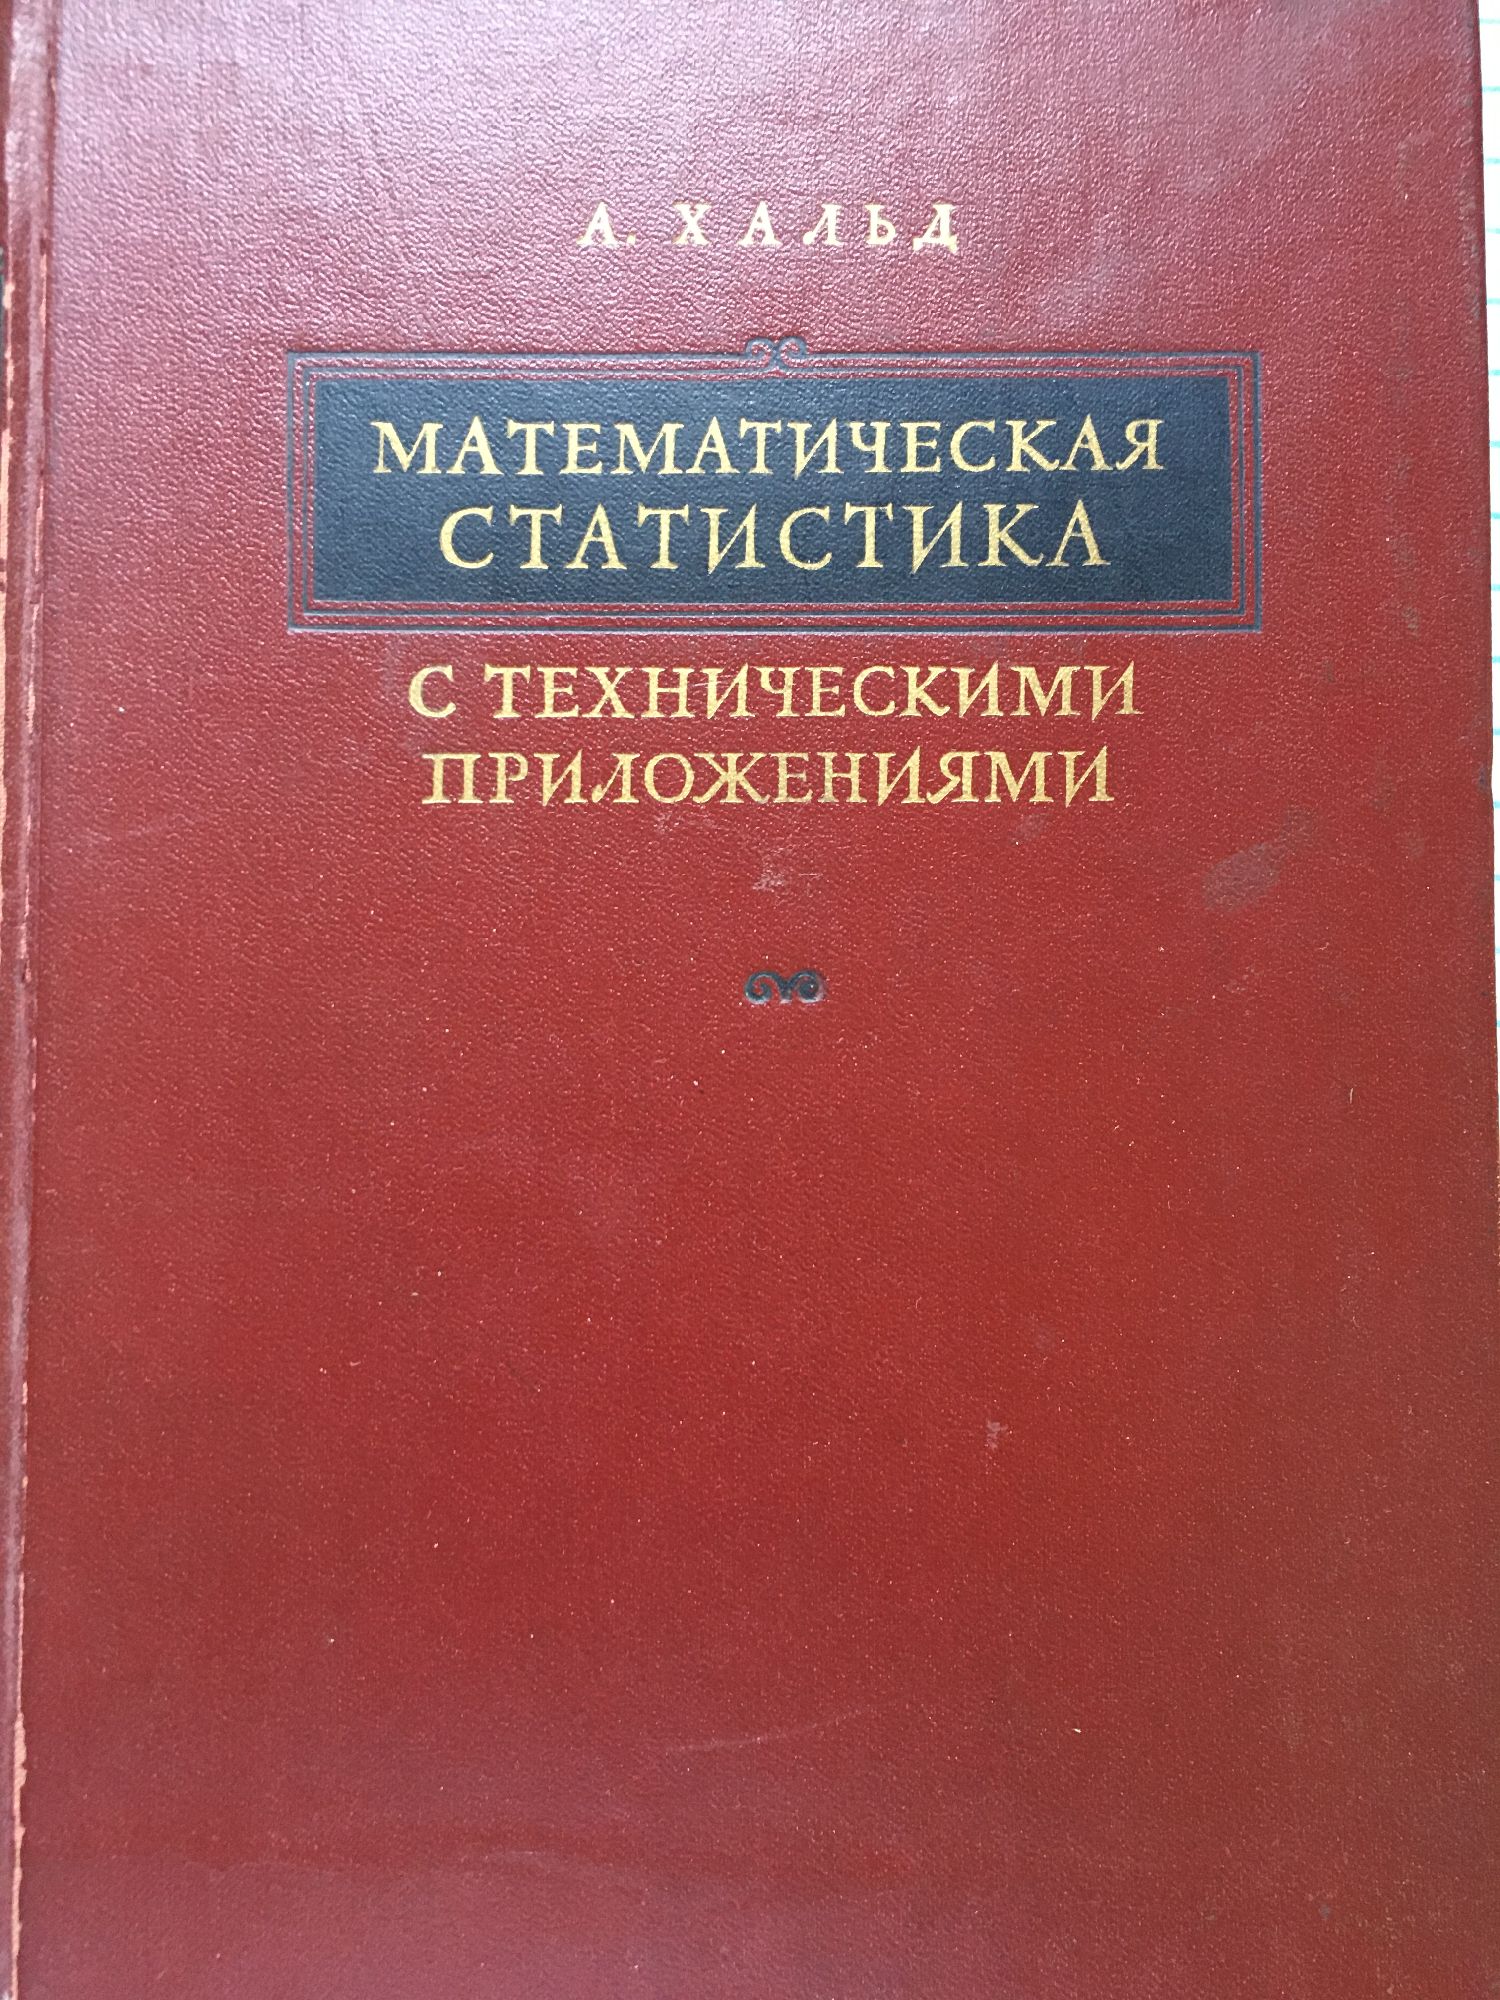 А. ХАЛЬД
МАТЕМАТИЧЕСКАЯ
СТАТИСТИКА
С ТЕХНИЧЕСКИМИ
ПРИЛОЖЕНИЯМИ